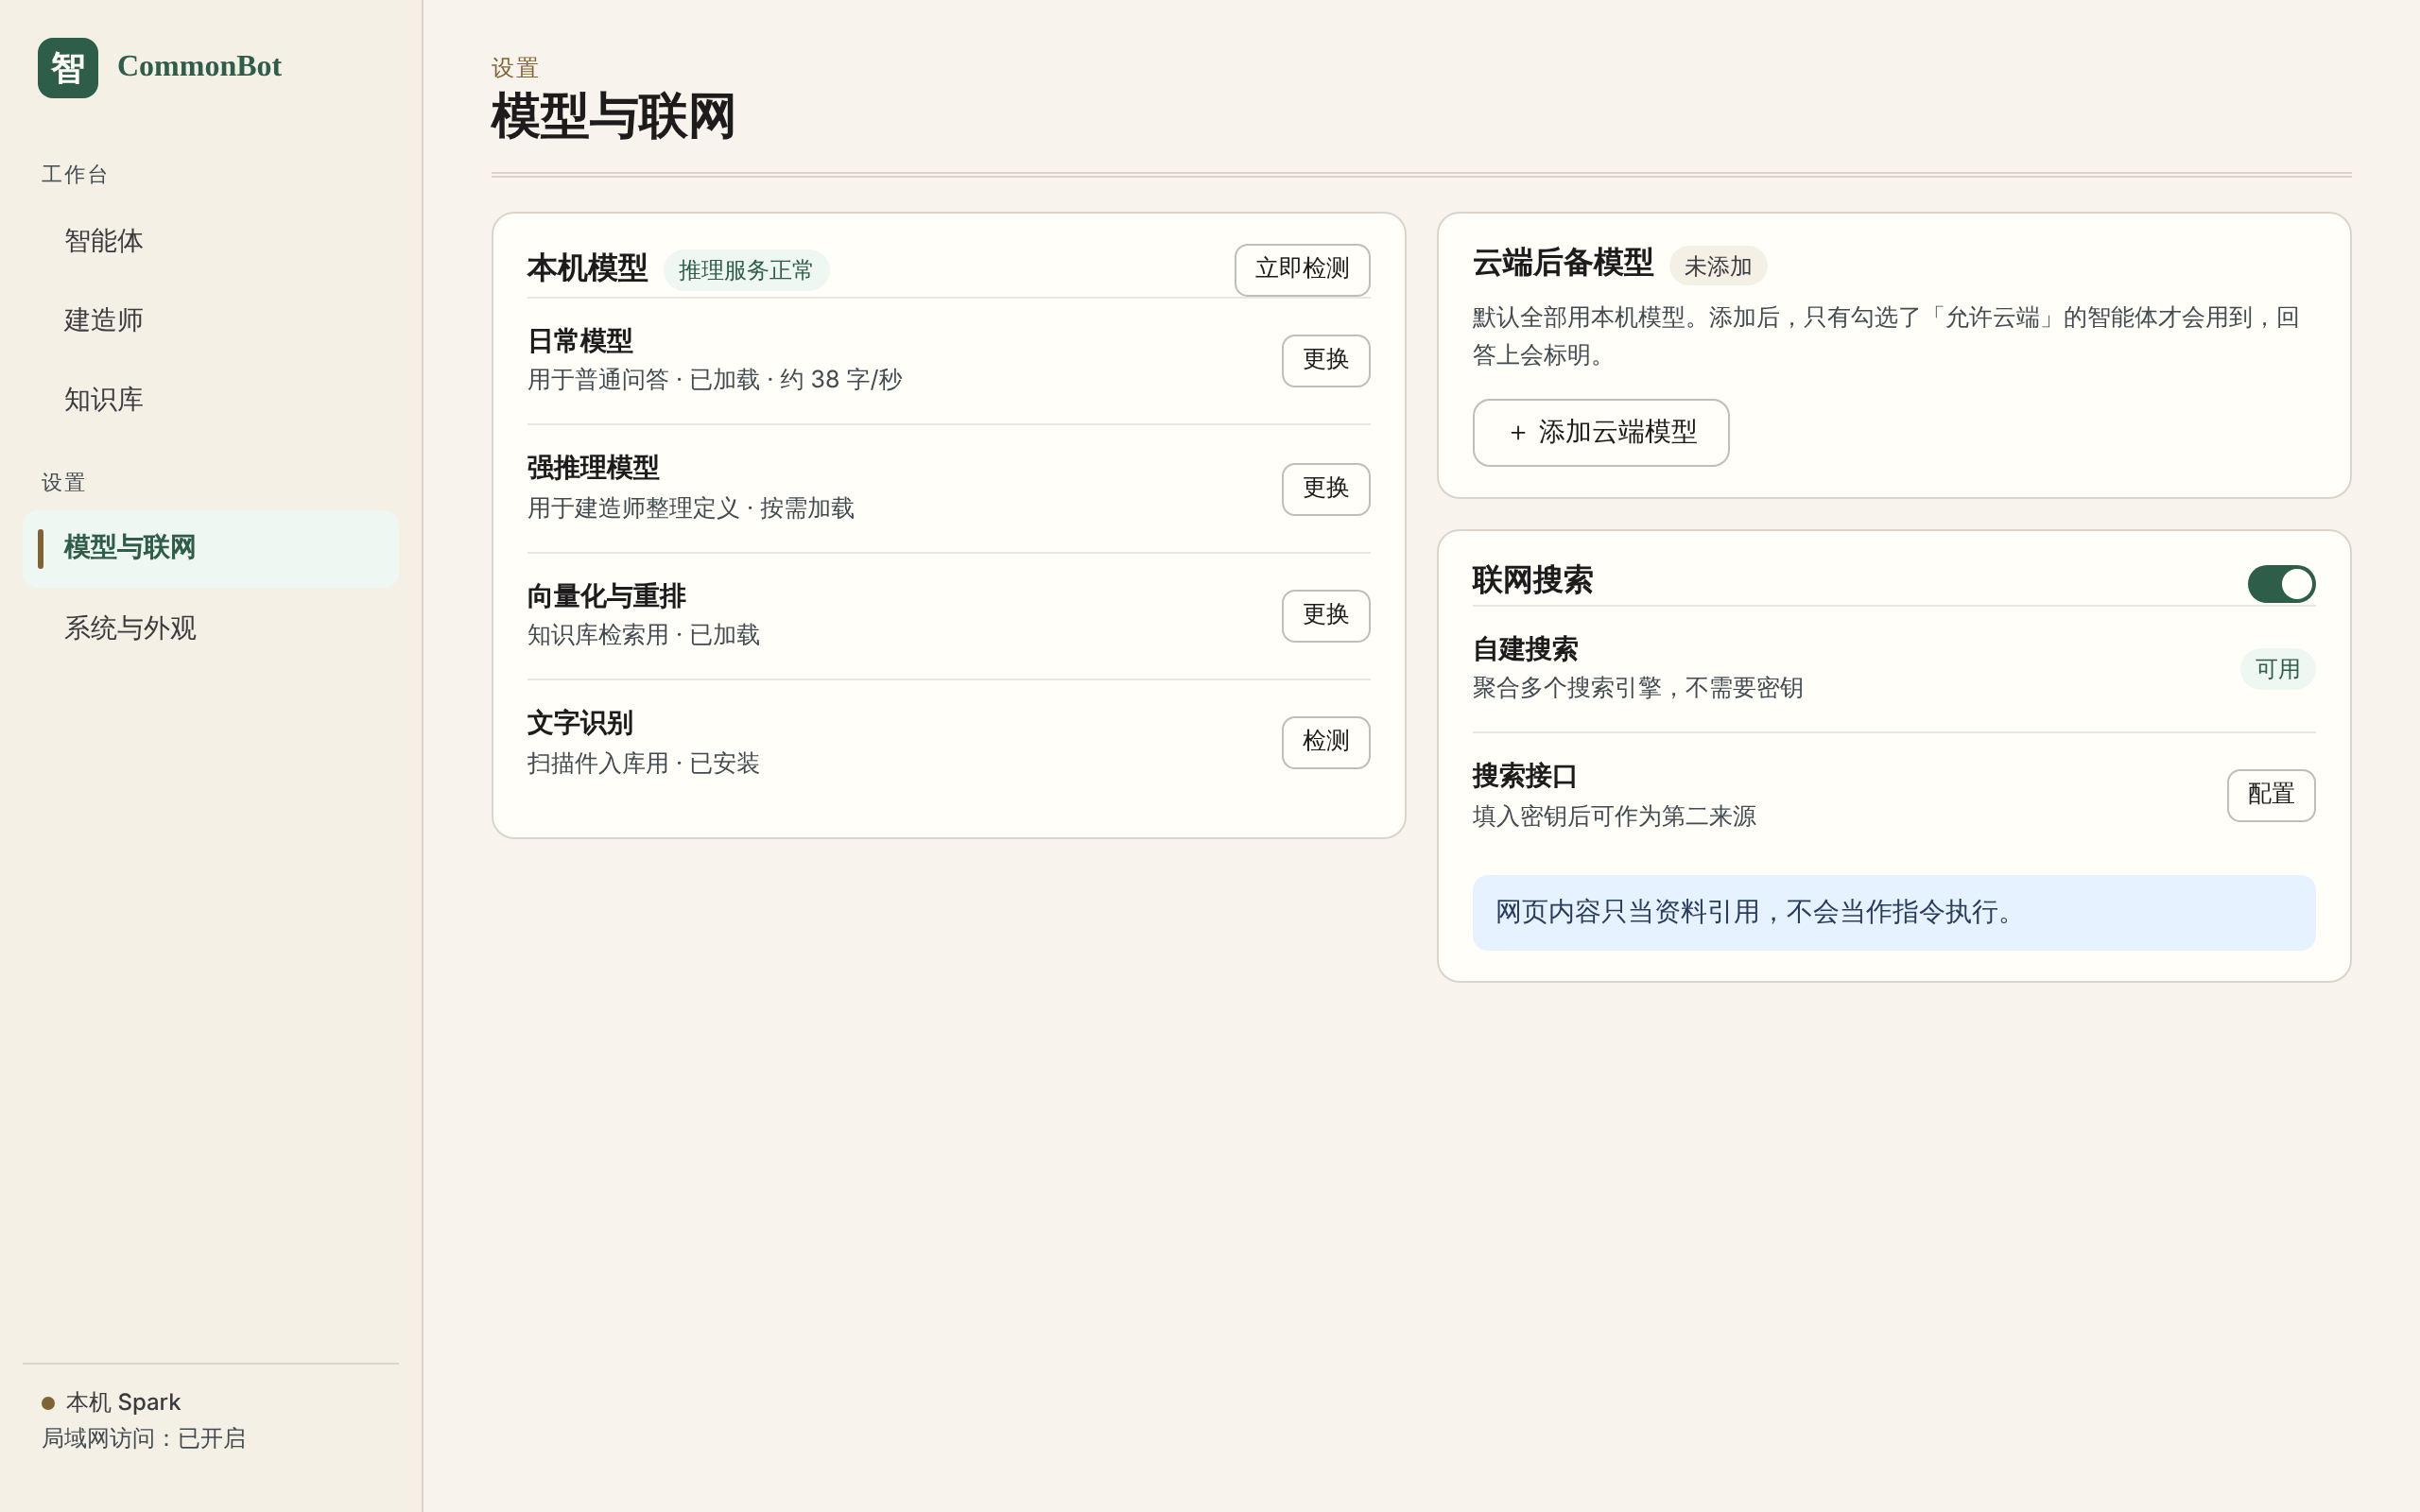 智 CommonBot
工作台
智能体
建造师
知识库
设置
模型与联网
系统与外观
本机 Spark
局域网访问：已开启
设置
模型与联网
本机模型 推理服务正常 立即检测
日常模型
用于普通问答 · 已加载 · 约 38 字/秒
更换
强推理模型
用于建造师整理定义 · 按需加载
更换
向量化与重排
知识库检索用 · 已加载
更换
文字识别
扫描件入库用 · 已安装
检测
云端后备模型 未添加
默认全部用本机模型。添加后，只有勾选了「允许云端」的智能体才会用到，回
答上会标明。
＋ 添加云端模型
联网搜索
自建搜索
聚合多个搜索引擎，不需要密钥
可用
搜索接口
填入密钥后可作为第二来源
配置
网页内容只当资料引用，不会当作指令执行。